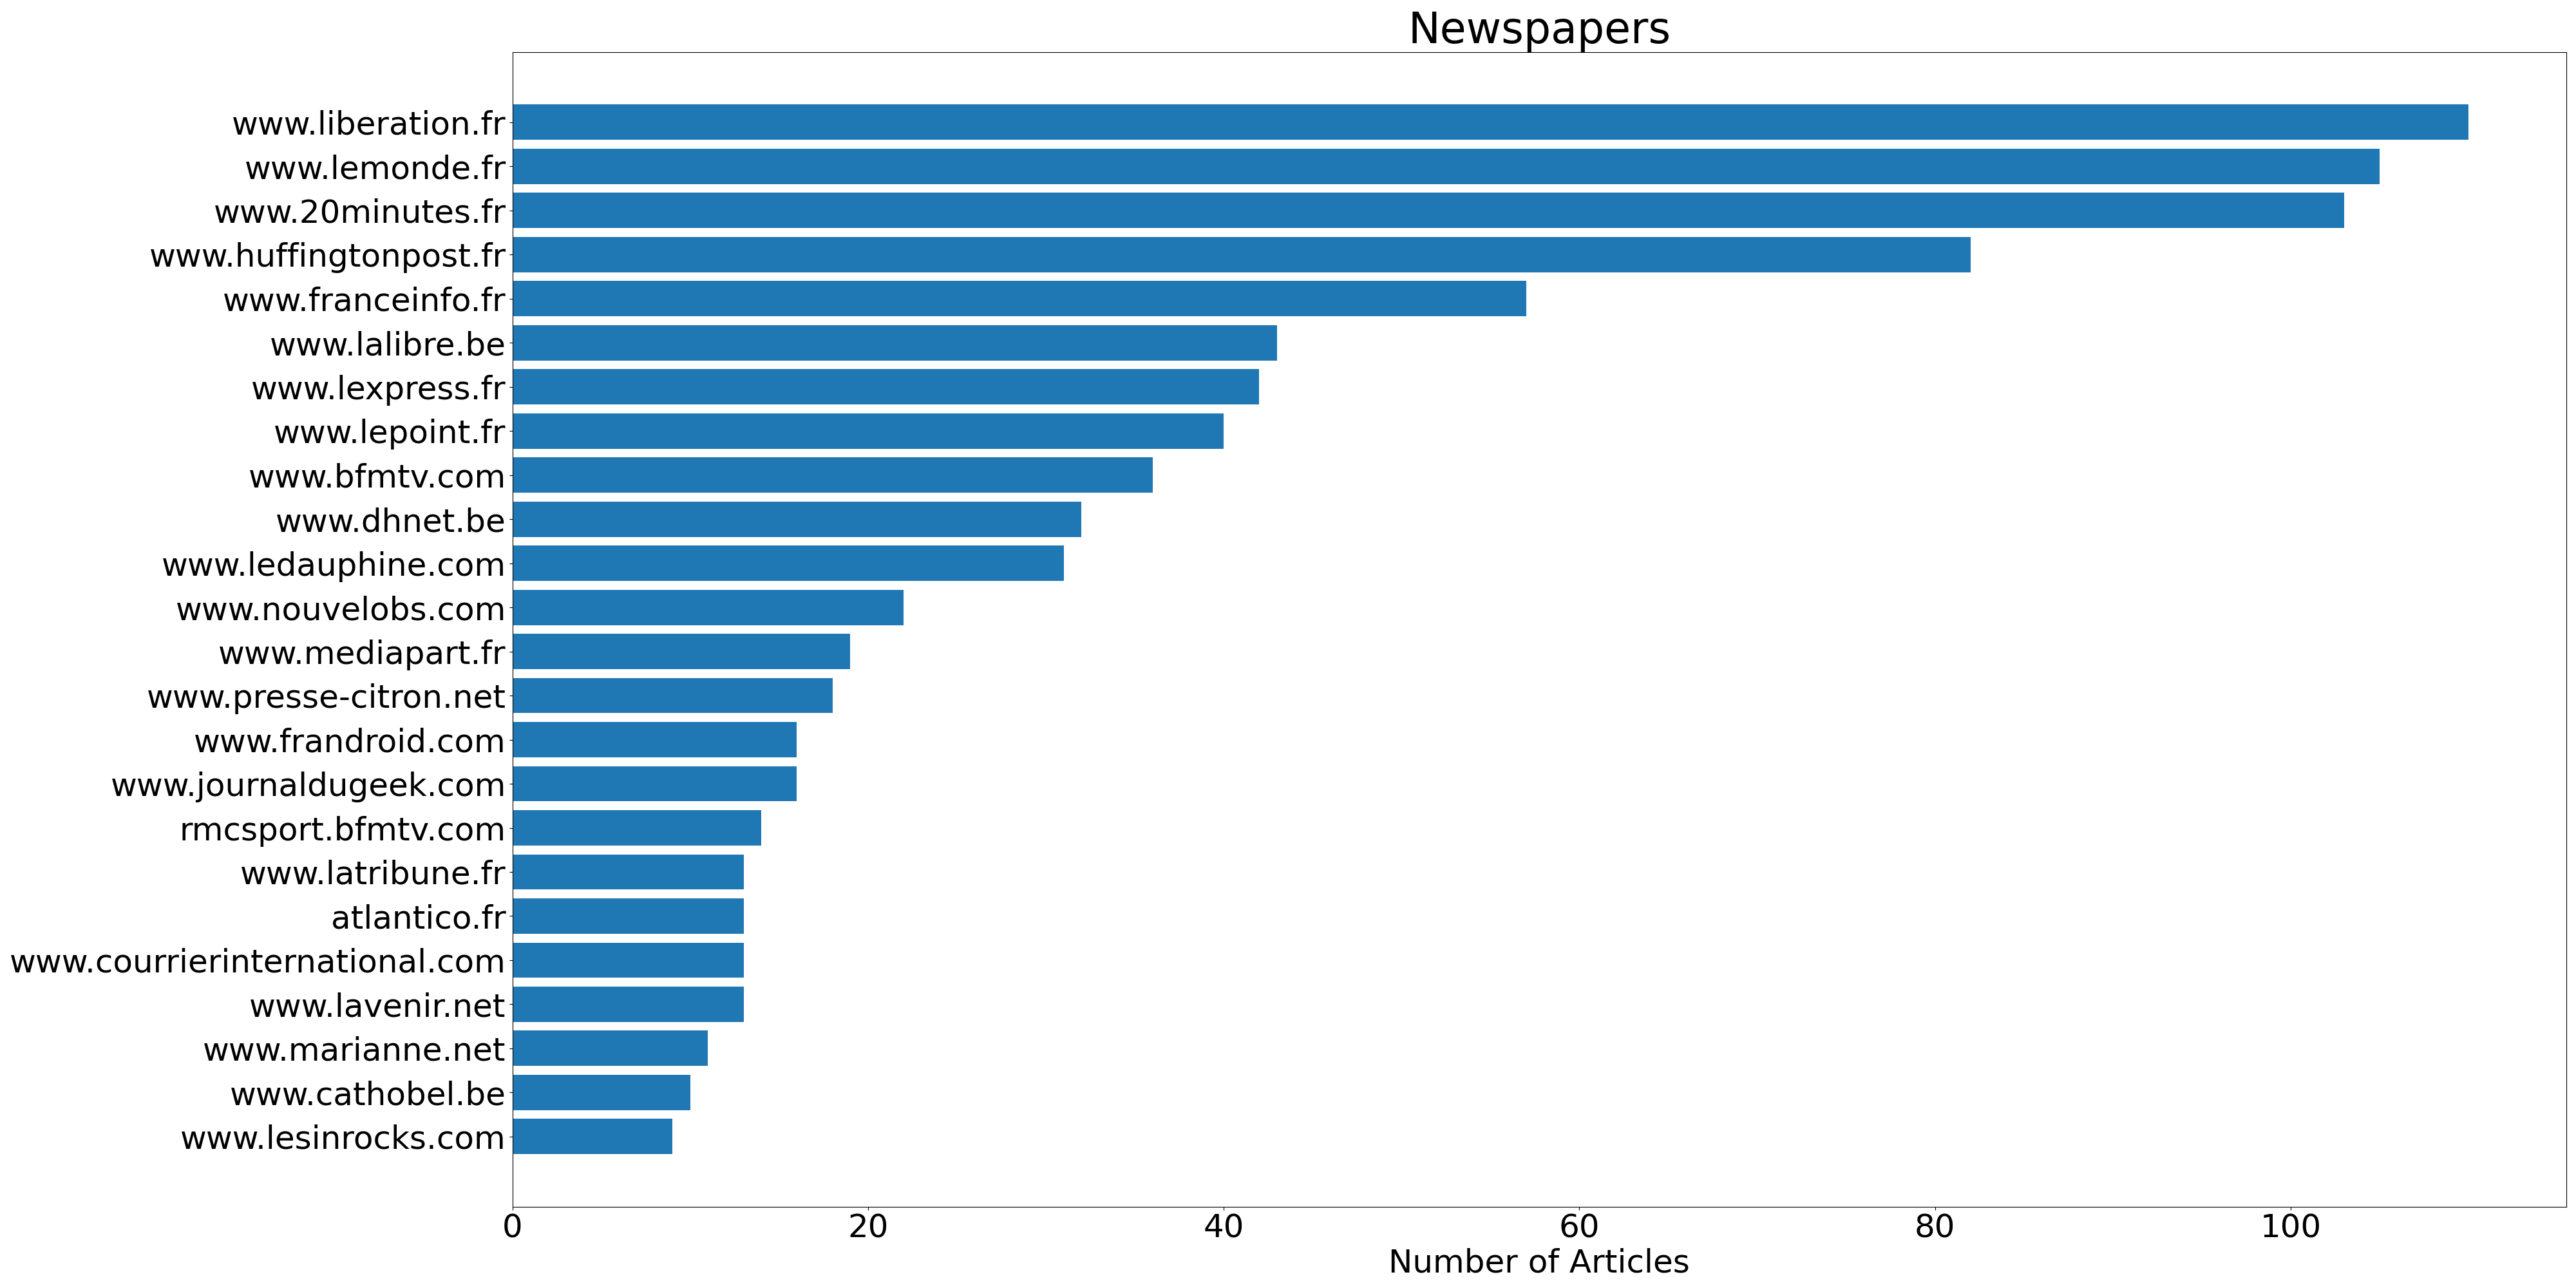 Newspapers
www.liberation.fr
www.lemonde.fr
www.20minutes.fr
www.huffingtonpost.fr
www.franceinfo.fr
www.lalibre.be
www.lexpress.fr
www.lepoint.fr
www.bfmtv.com
www.dhnet.be
www.ledauphine.com
www.nouvelobs.com
www.mediapart.fr
www.presse-citron.net
www.frandroid.com
www.journaldugeek.com
rmcsport.bfmtv.com
www.latribune.fr
atlantico.fr
www.courrierinternational.com
www.lavenir.net
www.marianne.net
www.cathobel.be
www.lesinrocks.com
0 20 40 60 80 100
Number of Articles